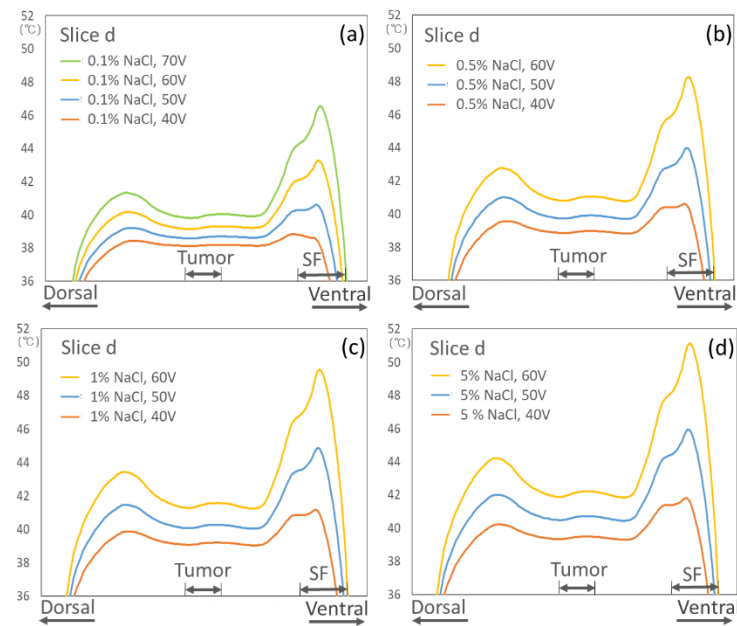 52
(℃)
50
48
46
44
42
40
38
36
Slice d
(a)
0.1% NaCl, 70V
0.1% NaCl, 60V
0.1% NaCl, 50V
0.1% NaCl, 40V
Tumor
SF
Dorsal
Ventral
52
(℃)
50
48
46
44
42
40
38
36
Slice d
(b)
0.5% NaCl, 60V
0.5% NaCl, 50V
0.5% NaCl, 40V
Tumor
SF
Dorsal
Ventral
52
(℃)
50
48
46
44
42
40
38
36
Slice d
(c)
1% NaCl, 60V
1% NaCl, 50V
1% NaCl, 40V
Tumor
SF
Dorsal
Ventral
52
(℃)
50
48
46
44
42
40
38
36
Slice d
(d)
5% NaCl, 60V
5% NaCl, 50V
5 % NaCl, 40V
Tumor
SF
Dorsal
Ventral